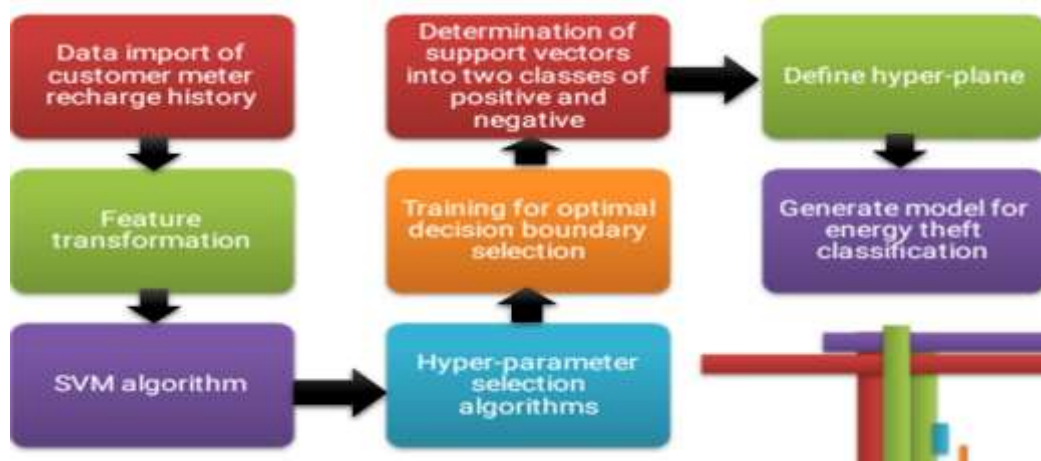 Data import of
customer meter
recharge history
Feature
transformation
SVM algorithm
Hyper-parameter
selection
algorithms
Training for optimal
decision boundary
selection
Determination of
support vectors
into two classes of
positive and
negative
Define hyper-plane
Generate model for
energy theft
classification